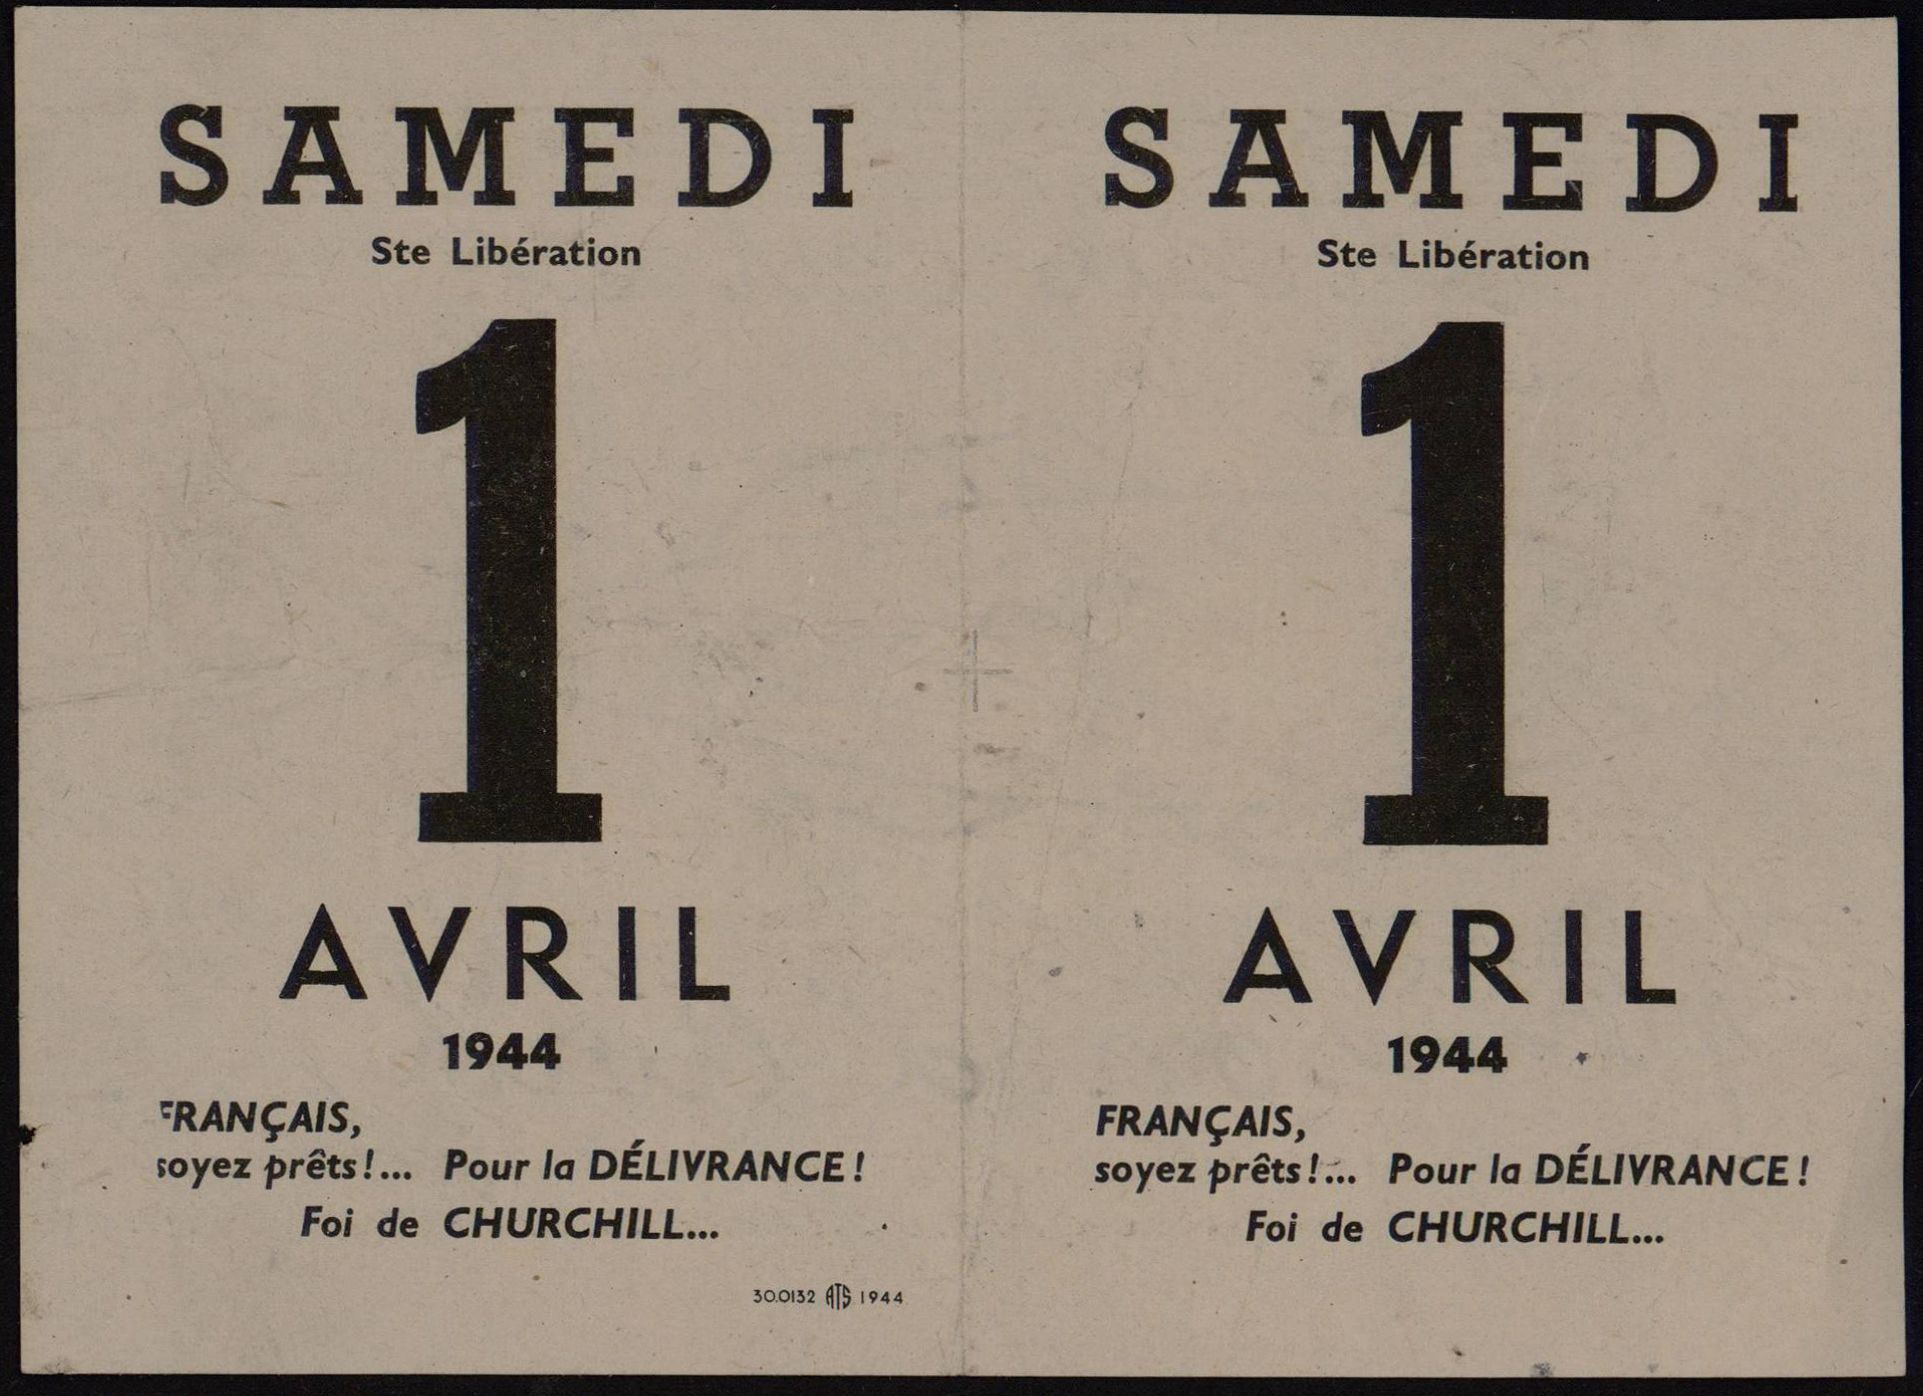 SAMEDI
Ste Libération
1
AVRIL
1944
FRANÇAIS,
soyez prêts!... Pour la DÉLIVRANCE!
Foi de CHURCHILL...
30.0132 ATS 1944
SAMEDI
Ste Libération
1
AVRIL
1944
FRANÇAIS,
soyez prêts!... Pour la DÉLIVRANCE!
Foi de CHURCHILL...